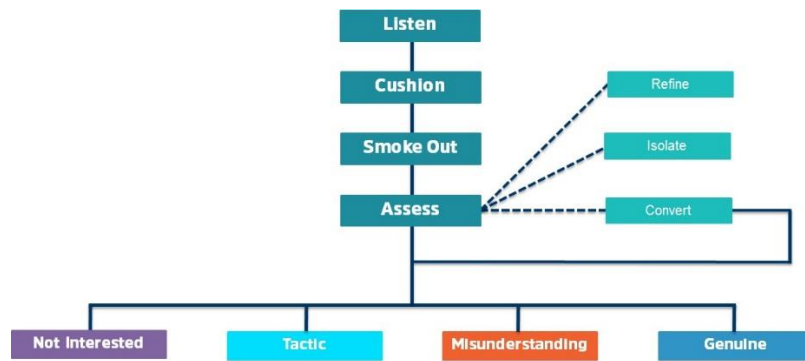 Listen
Cushion
Refine
Smoke Out
Isolate
Assess
Convert
Not Interested
Tactic
Misunderstanding
Genuine